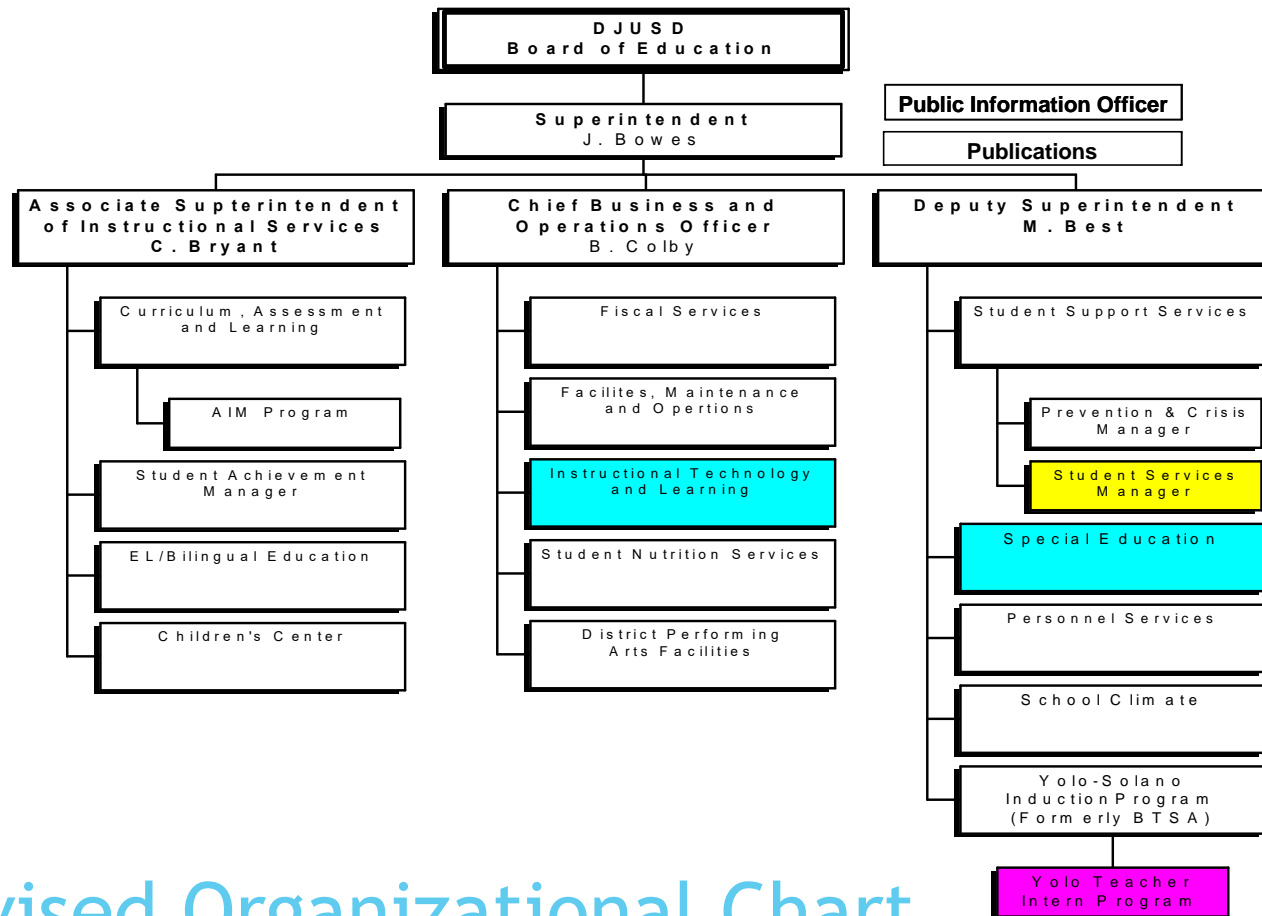 DJUSD
Board of Education
Superintendent
J. Bowes
Public Information Officer
Publications
Associate Supterintendent
of Instructional Services
C. Bryant
Chief Business and
Operations Officer
B. Colby
Deputy Superintendent
M. Best
Curriculum, Assessment
and Learning
AIM Program
Student Achievement
Manager
EL/Bilingual Education
Children's Center
Fiscal Services
Facilites, Maintenance
and Opertions
Instructional Technology
and Learning
Student Nutrition Services
District Performing
Arts Facilities
Student Support Services
Prevention & Crisis
Manager
Student Services
Manager
Special Education
Personnel Services
School Climate
Yolo-Solano
Induction Program
(Formerly BTSA)
Yolo Teacher
Intern Program
vised Organizational Chart